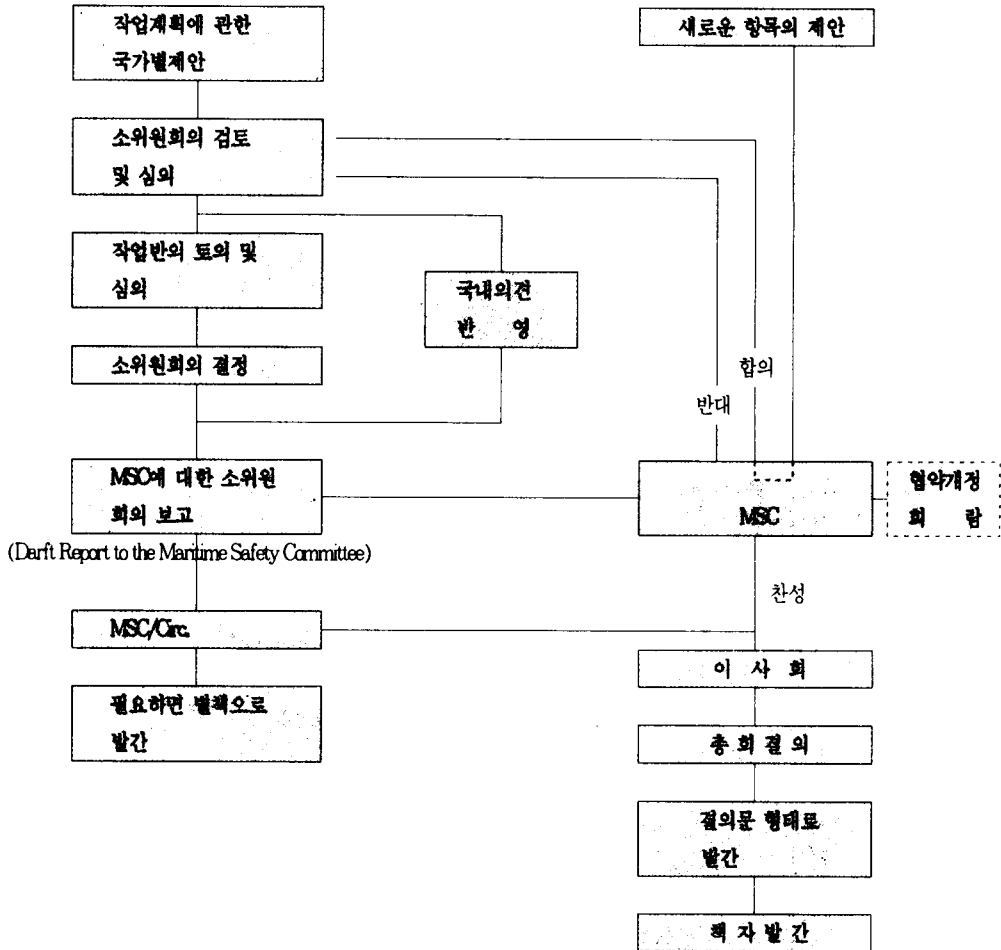 작업계획에 관한
국가별제안
새로운 항목의 제안
소위원회의 검토
및 심의
작업반의 토의 및
심의
국내의견
반 영
소위원회의 결정
합의
반대
MSC에 대한 소위원
회의 보고
(Darft Report to the Maritime Safety Committee)
MSC
협약개정
회 람
찬성
MSC/Circ.
필요하면 별책으로
발간
이 사 회
총 회 결 의
결의문 형태로
발간
책 자 발 간